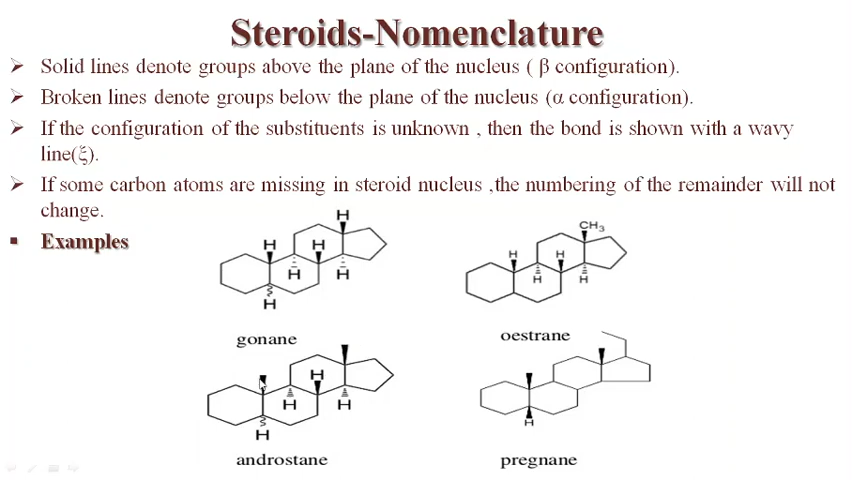 Steroids-Nomenclature
➢ Solid lines denote groups above the plane of the nucleus ( β configuration).
➢ Broken lines denote groups below the plane of the nucleus (α configuration).
➢ If the configuration of the substituents is unknown , then the bond is shown with a wavy
line(ξ).
➢ If some carbon atoms are missing in steroid nucleus ,the numbering of the remainder will not
change.
▪ Examples
H
H H
H H
H
gonane
CH₃
H H
H H
oestrane
H
H H
H
androstane
H
pregnane